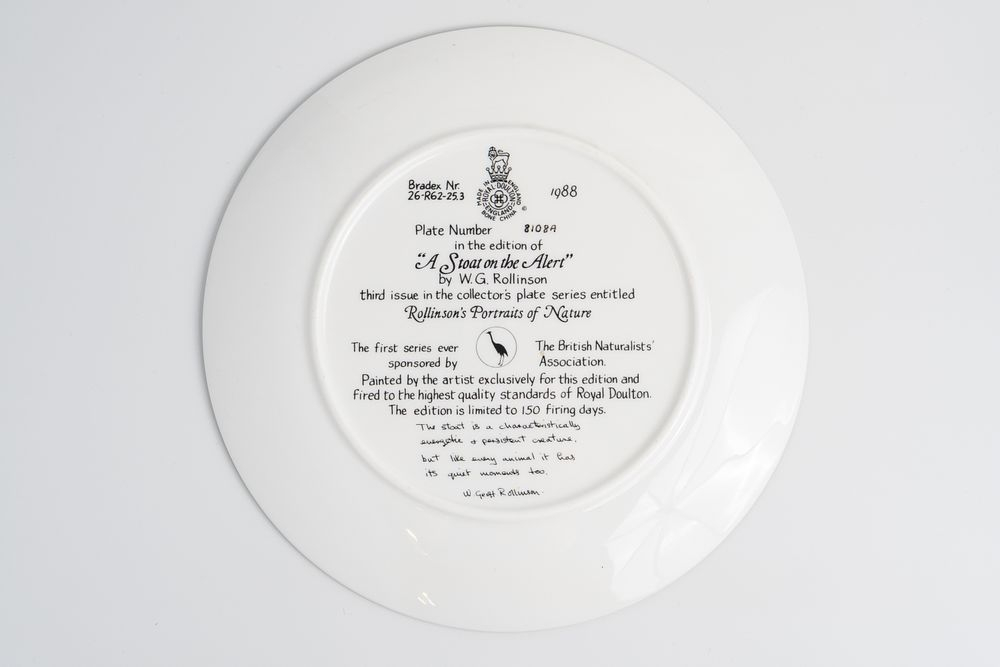 Bradex Nr.
26-R62-25.3
MADE IN ENGLAND
ROYAL DOULTON
ENGLAND
BONE CHINA
©
1988
Plate Number 8108A
in the edition of
"A Stoat on the Alert"
by W.G. Rollinson
third issue in the collector's plate series entitled
Rollinson's Portraits of Nature
The first series ever
sponsored by
The British Naturalists'
Association.
Painted by the artist exclusively for this edition and
fired to the highest quality standards of Royal Doulton.
The edition is limited to 150 firing days.
The stoat is a characteristically
energetic & persistent creature,
but like every animal it has
its quiet moments too.
W. Geoff Rollinson.